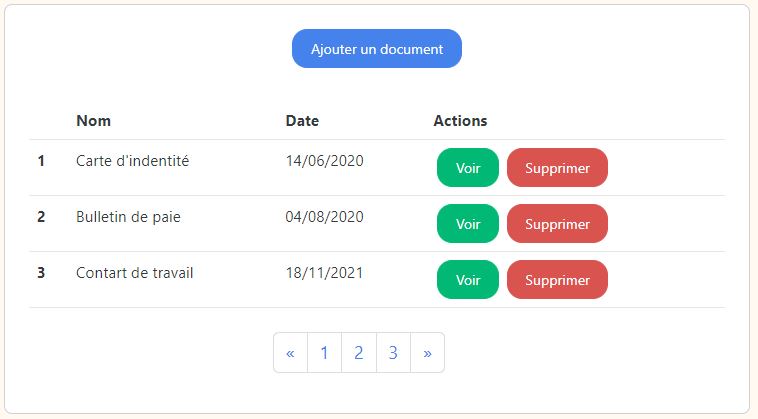 Ajouter un document
Nom Date Actions
1 Carte d'indentité 14/06/2020 Voir Supprimer
2 Bulletin de paie 04/08/2020 Voir Supprimer
3 Contart de travail 18/11/2021 Voir Supprimer
« 1 2 3 »